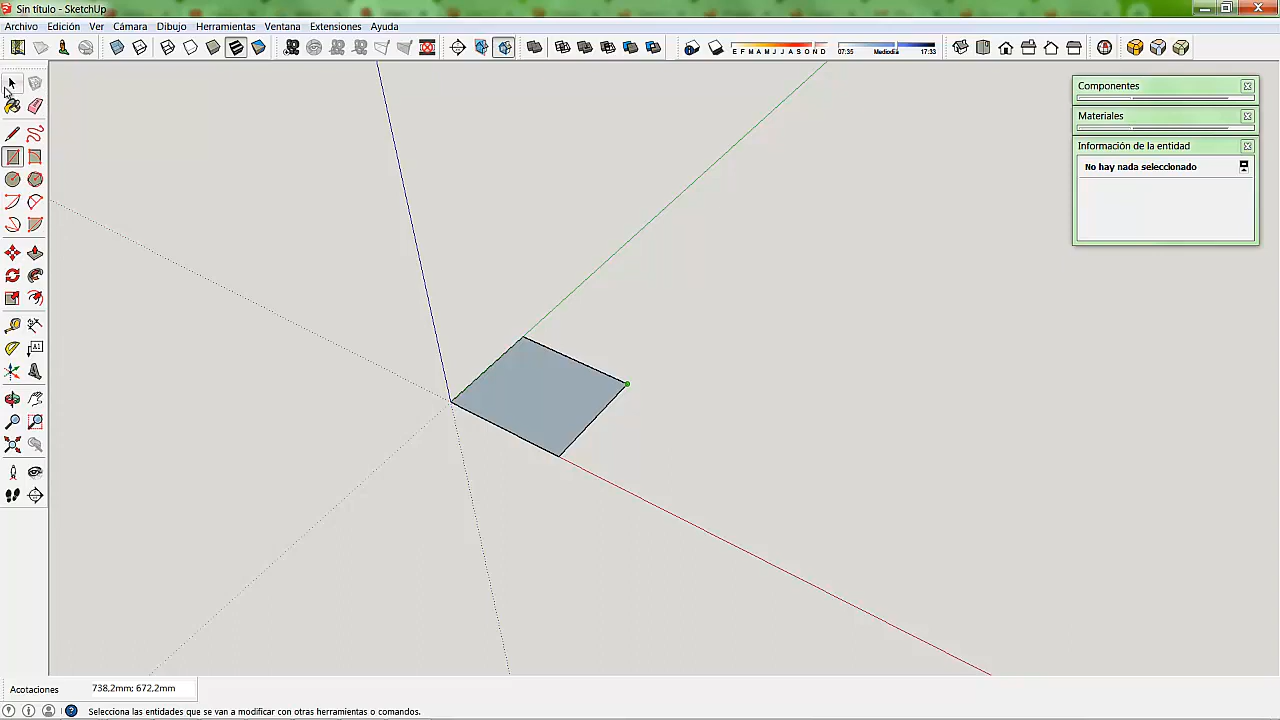 Sin título - SketchUp
Archivo Edición Ver Cámara Dibujo Herramientas Ventana Extensiones Ayuda
E F M A M J J A S O N D
07:35 Mediodía 17:33
Componentes
Materiales
Información de la entidad
No hay nada seleccionado
A1
Acotaciones 738,2mm; 672,2mm
Selecciona las entidades que se van a modificar con otras herramientas o comandos.